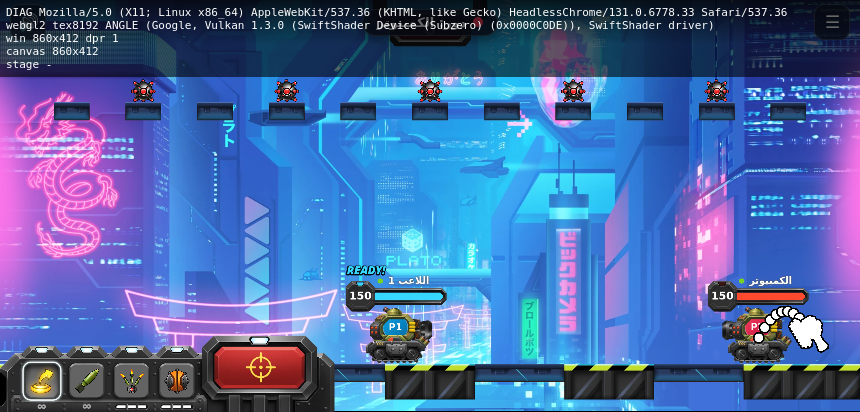 DIAG Mozilla/5.0 (X11; Linux x86_64) AppleWebKit/537.36 (KHTML, like Gecko) HeadlessChrome/131.0.6778.33 Safari/537.36
webgl2 tex8192 ANGLE (Google, Vulkan 1.3.0 (SwiftShader Device (Subzero) (0x0000C0DE)), SwiftShader driver)
win 860x412 dpr 1
canvas 860x412
stage -
PLATO
READY!
اللاعب 1
150
P1
الكمبيوتر
150
∞
∞